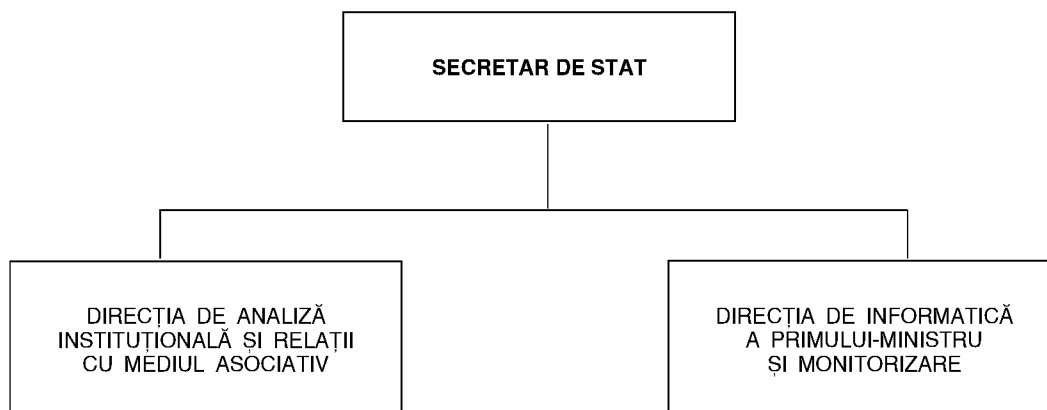 SECRETAR DE STAT
DIRECȚIA DE ANALIZĂ
INSTITUȚIONALĂ ȘI RELAȚII
CU MEDIUL ASOCIATIV
DIRECȚIA DE INFORMATICĂ
A PRIMULUI-MINISTRU
ȘI MONITORIZARE